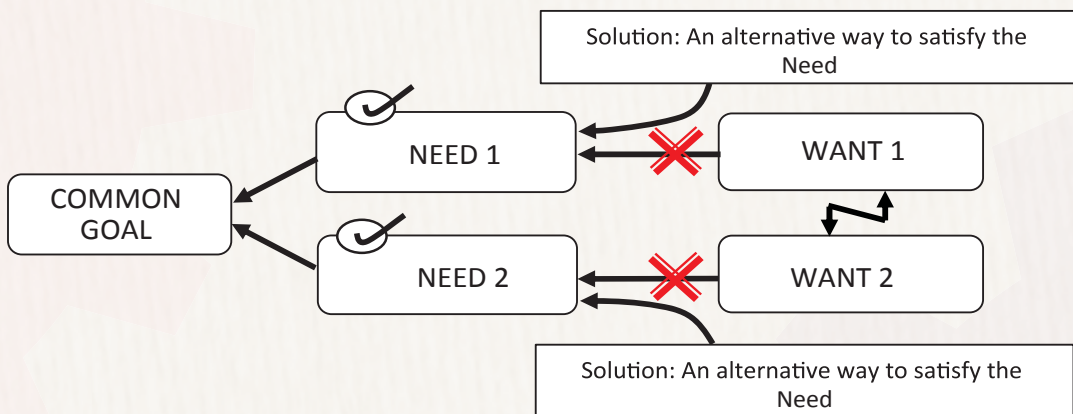 Solution: An alternative way to satisfy the
Need
NEED 1
WANT 1
COMMON
GOAL
NEED 2
WANT 2
Solution: An alternative way to satisfy the
Need